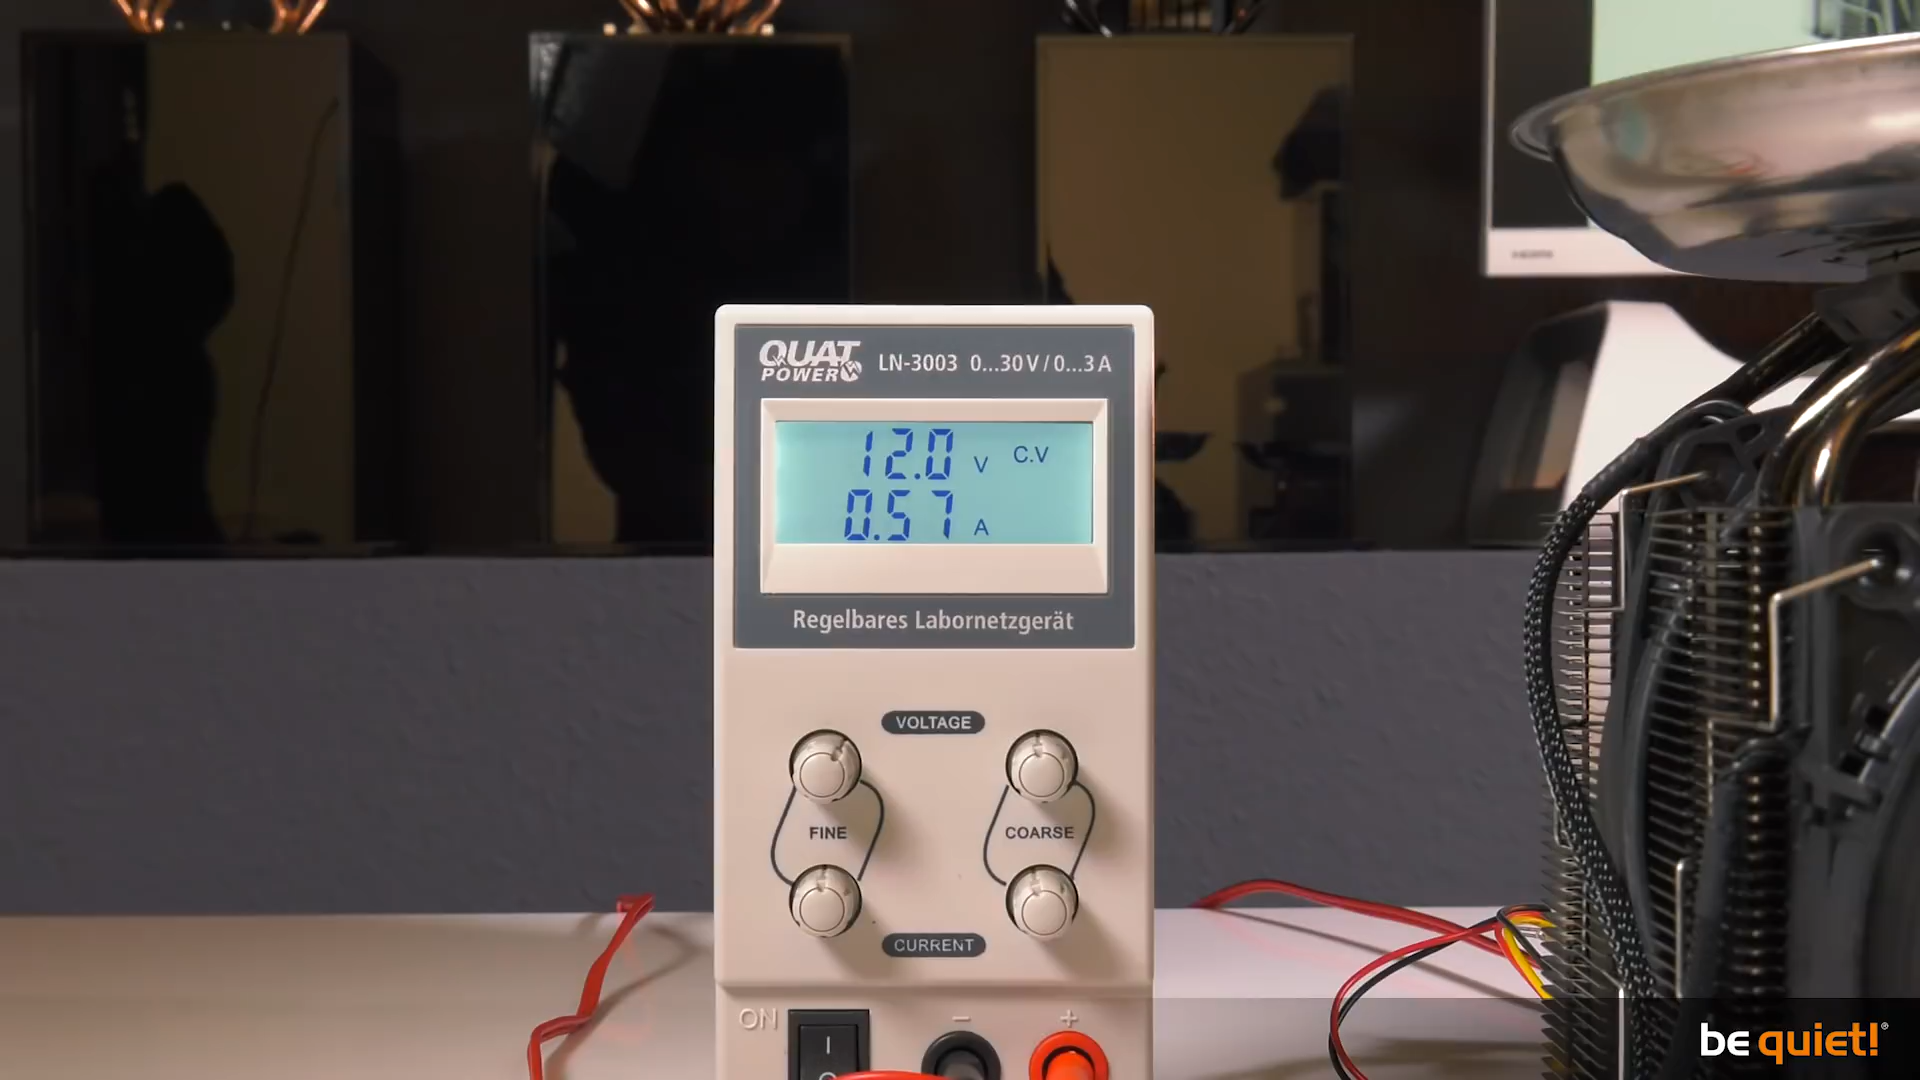 QUAT POWER LN-3003 0...30V/0...3A
12.0 V C.V
0.57 A
Regelbares Labornetzgerät
VOLTAGE
FINE COARSE
CURRENT
ON
I
− +
be quiet!®